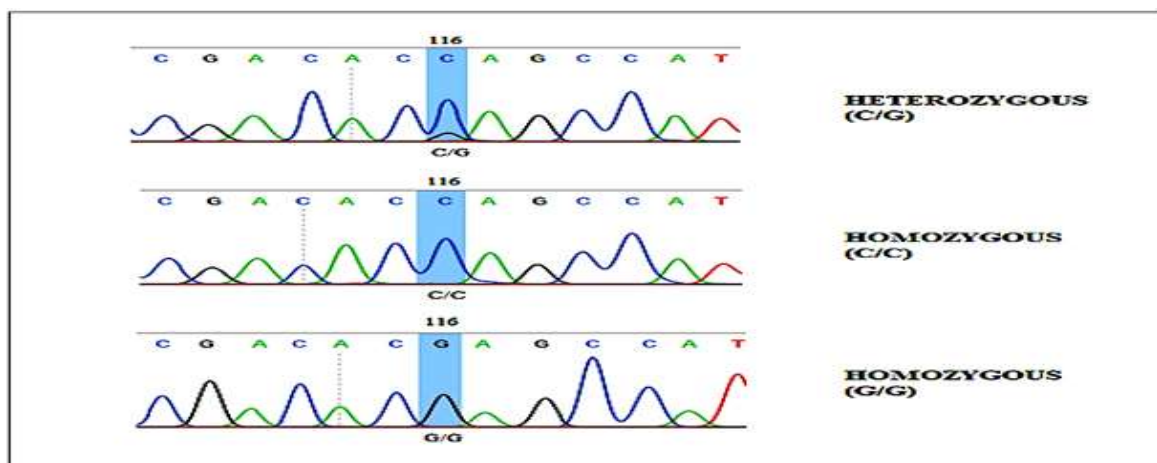 116
C G A C A C C A G C C A T
C/G
HETEROZYGOUS
(C/G)
116
C G A C A C C A G C C A T
C/C
HOMOZYGOUS
(C/C)
116
C G A C A C G A G C C A T
G/G
HOMOZYGOUS
(G/G)